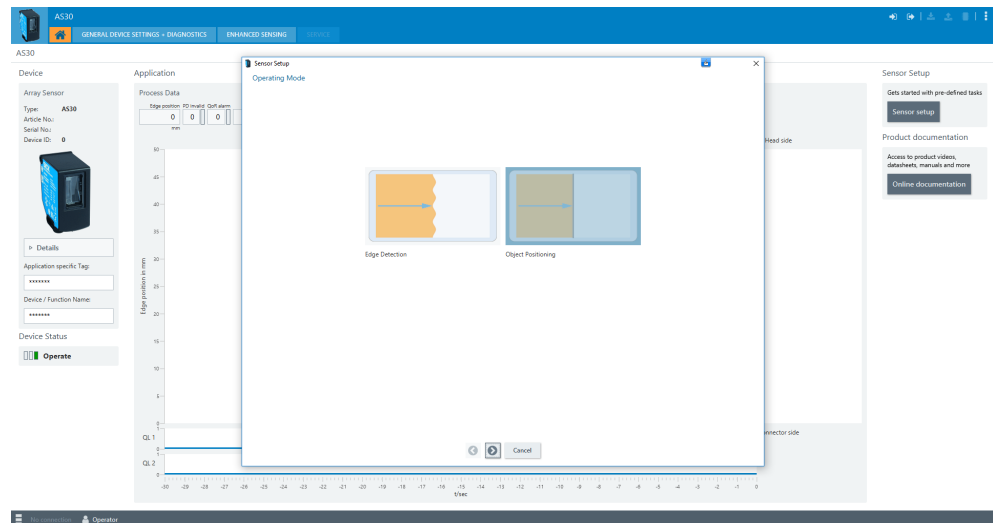 AS30
GENERAL DEVICE SETTINGS + DIAGNOSTICS
ENHANCED SENSING
SERVICE
AS30
Device
Array Sensor
Type: AS30
Article No.:
Serial No.:
Device ID: 0
Details
Application specific Tag:
*******
Device / Function Name:
*******
Device Status
Operate
Application
Process Data
Edge position PD invalid QoR alarm
0 0 0
mm
Head side
50
45
40
35
30
25
20
15
10
5
0
Edge position in mm
Connector side
QL 1
1
0
QL 2
1
0
-30 -29 -28 -27 -26 -25 -24 -23 -22 -21 -20 -19 -18 -17 -16 -15 -14 -13 -12 -11 -10 -9 -8 -7 -6 -5 -4 -3 -2 -1 0
t/sec
Sensor Setup
Operating Mode
Edge Detection
Object Positioning
Cancel
Sensor Setup
Gets started with pre-defined tasks
Sensor setup
Product documentation
Access to product videos,
datasheets, manuals and more
Online documentation
No connection
Operator